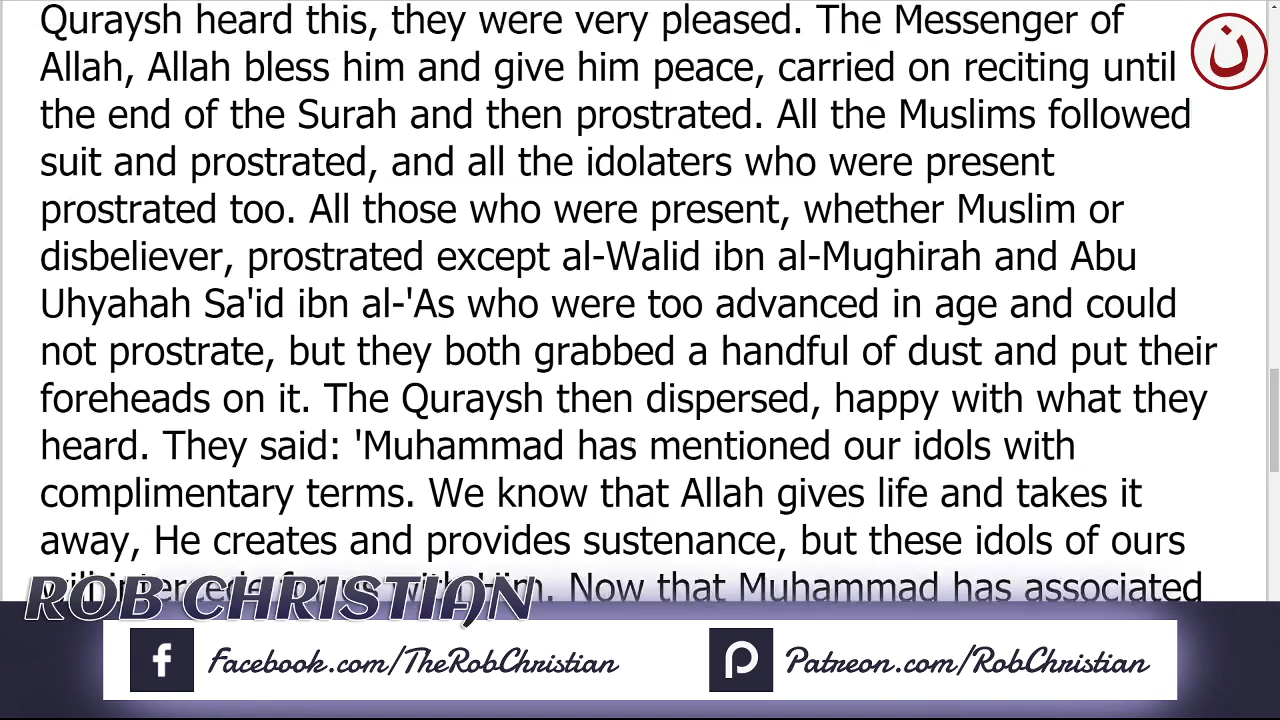 Quraysh heard this, they were very pleased. The Messenger of
Allah, Allah bless him and give him peace, carried on reciting until
the end of the Surah and then prostrated. All the Muslims followed
suit and prostrated, and all the idolaters who were present
prostrated too. All those who were present, whether Muslim or
disbeliever, prostrated except al-Walid ibn al-Mughirah and Abu
Uhyahah Sa'id ibn al-'As who were too advanced in age and could
not prostrate, but they both grabbed a handful of dust and put their
foreheads on it. The Quraysh then dispersed, happy with what they
heard. They said: 'Muhammad has mentioned our idols with
complimentary terms. We know that Allah gives life and takes it
away, He creates and provides sustenance, but these idols of ours
will intercede for us with Him. Now that Muhammad has associated
ROB CHRISTIAN
Facebook.com/TheRobChristian
Patreon.com/RobChristian
ن